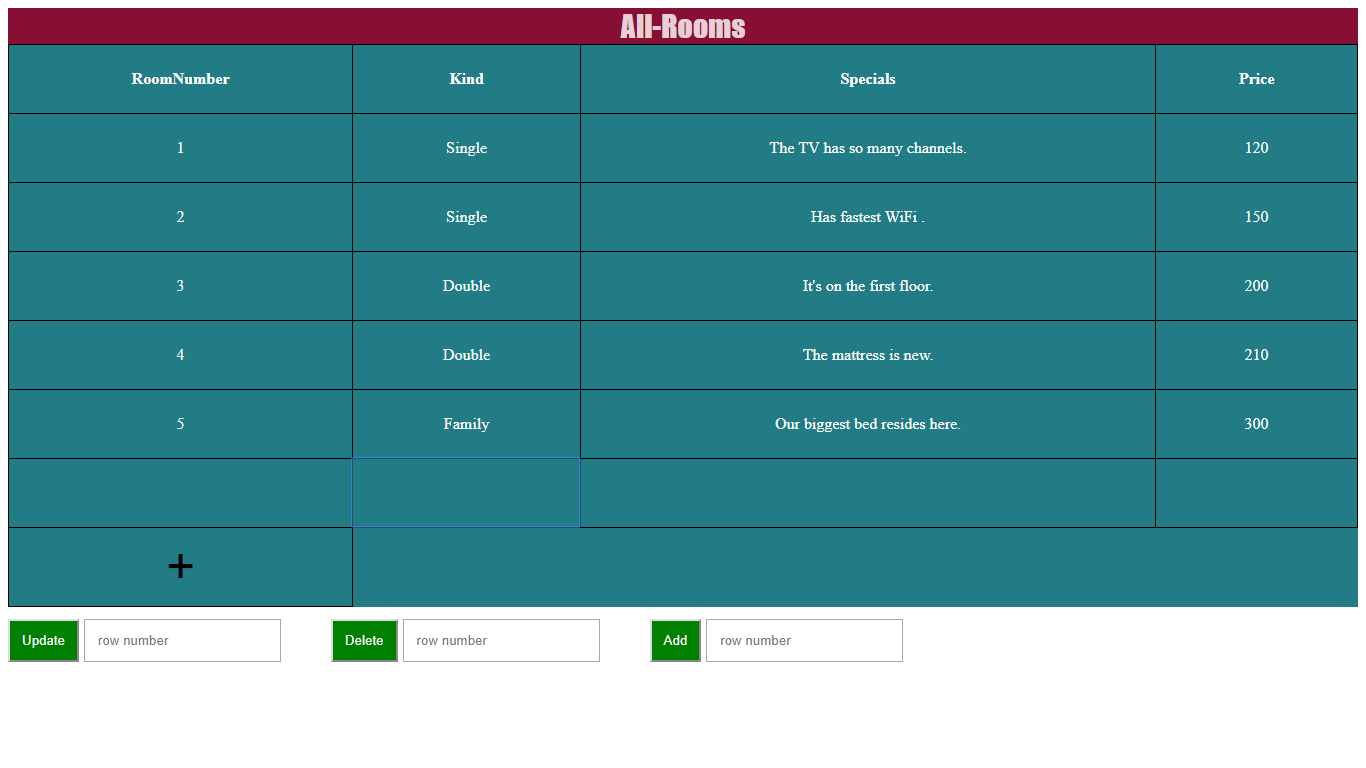 All-Rooms
RoomNumber Kind Specials Price
1 Single The TV has so many channels. 120
2 Single Has fastest WiFi . 150
3 Double It's on the first floor. 200
4 Double The mattress is new. 210
5 Family Our biggest bed resides here. 300
+
Update row number Delete row number Add row number